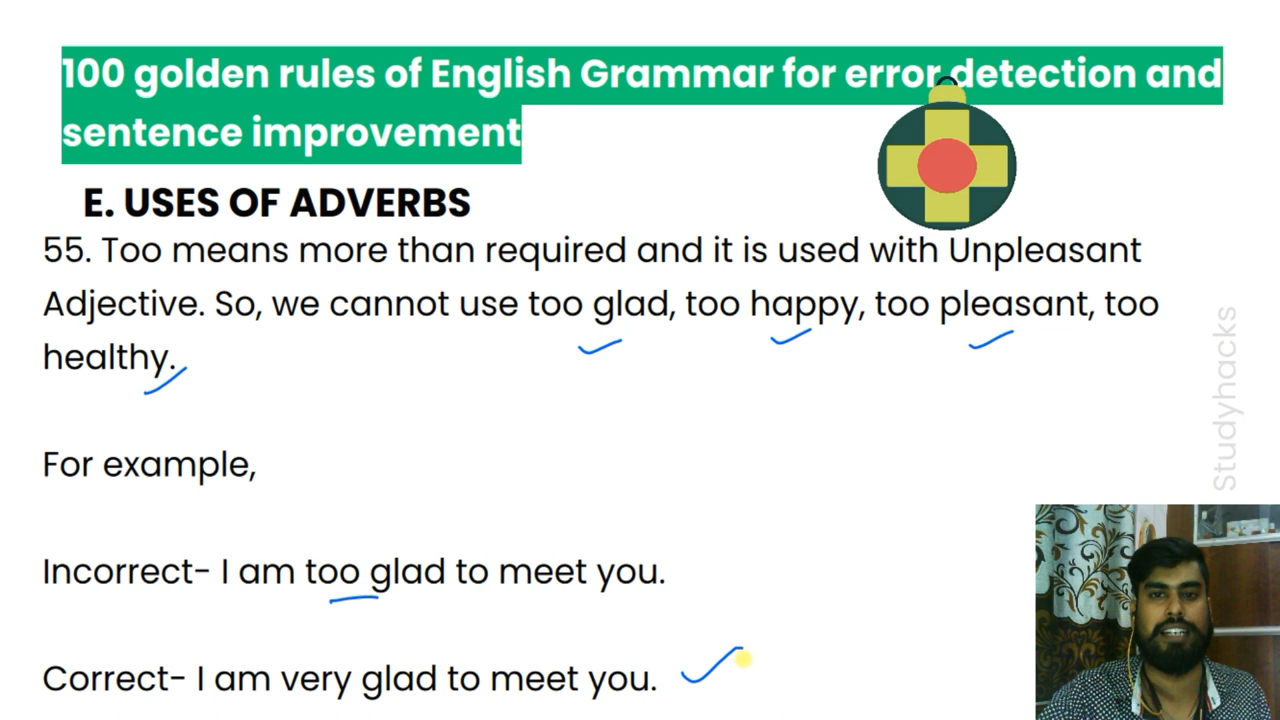 100 golden rules of English Grammar for error detection and
sentence improvement
E. USES OF ADVERBS
55. Too means more than required and it is used with Unpleasant
Adjective. So, we cannot use too glad, too happy, too pleasant, too
healthy.
For example,
Incorrect- I am too glad to meet you.
Correct- I am very glad to meet you.
Studyhacks